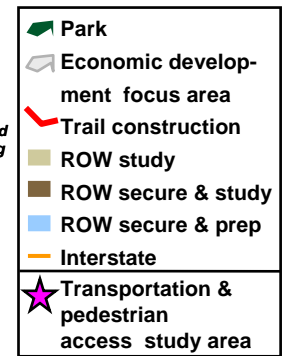 Park
Economic develop-
ment focus area
Trail construction
ROW study
ROW secure & study
ROW secure & prep
Interstate
Transportation &
pedestrian
access study area